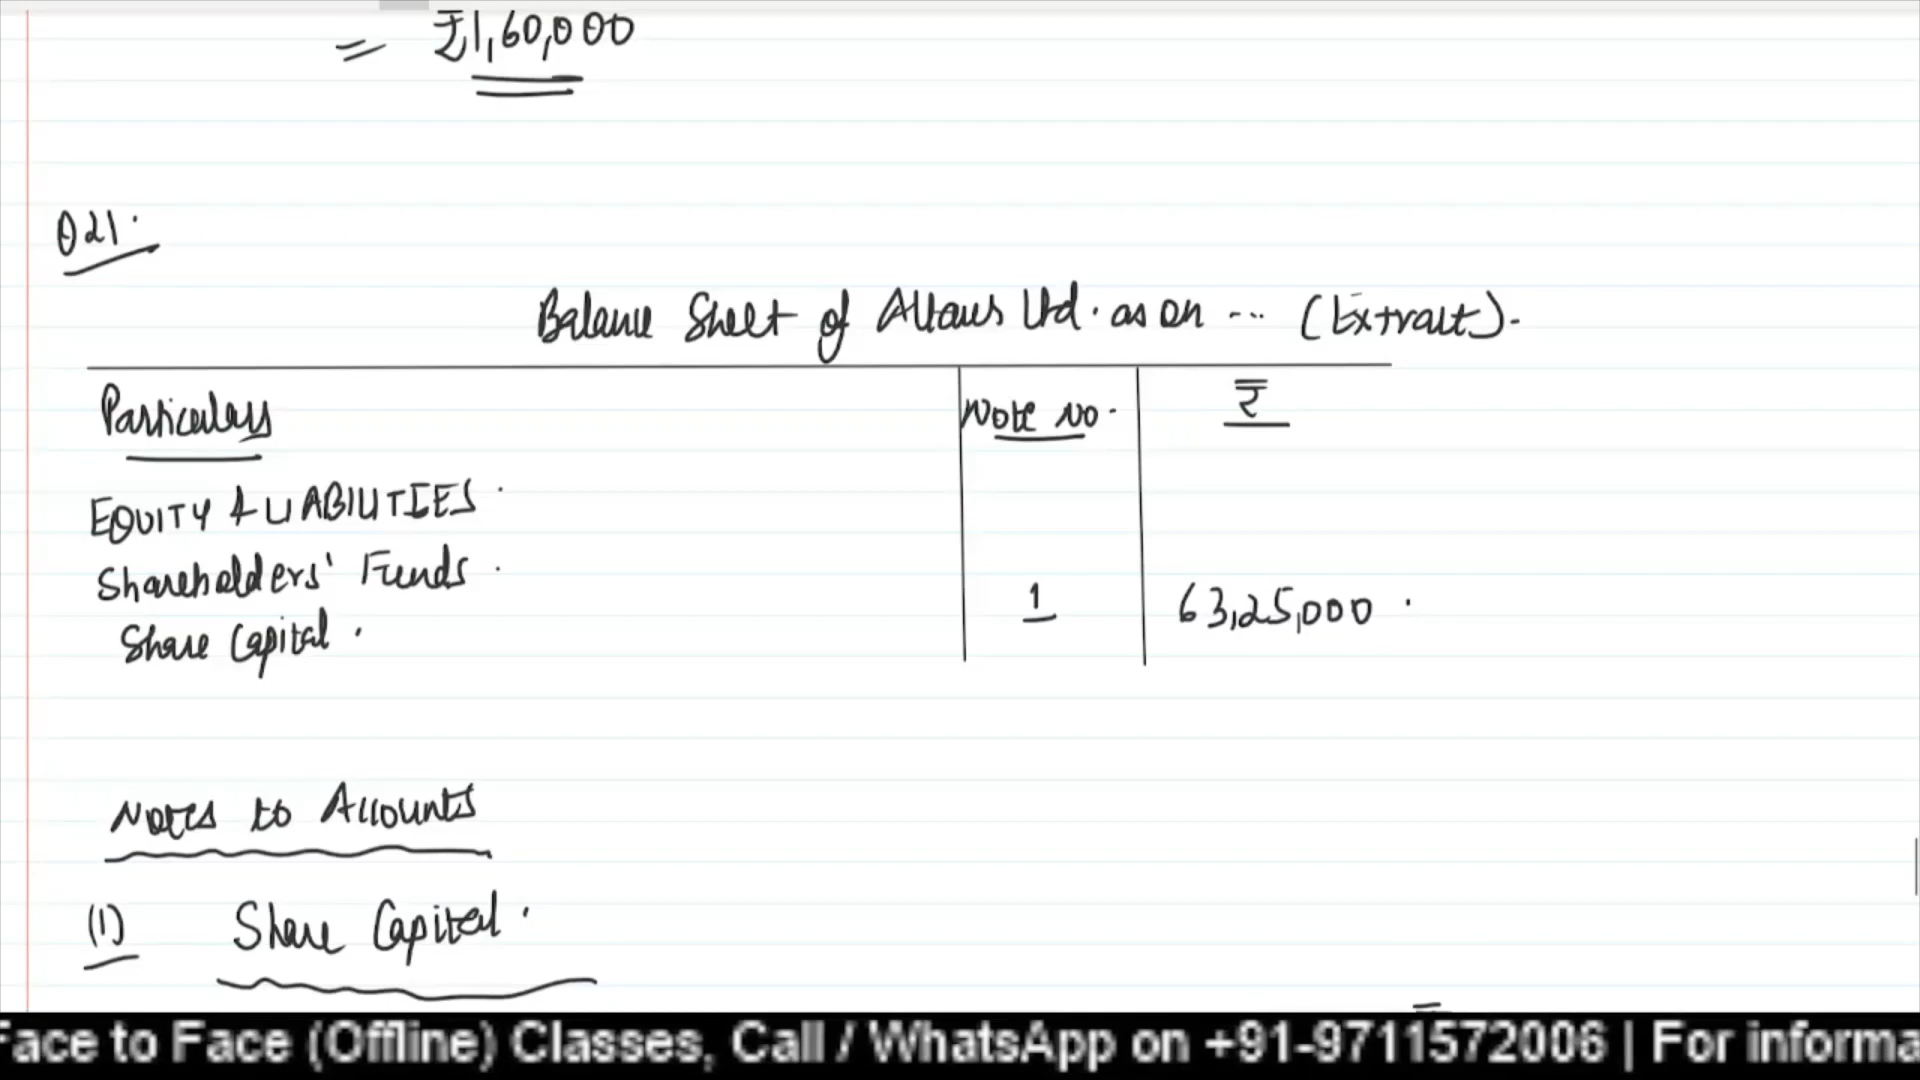 = ₹1,60,000
Q21.
Balance Sheet of Altaus Ltd. as on ... (Extract).
Particulars Note No. ₹
EQUITY & LIABILITIES.
Shareholders' Funds.
Share Capital. 1 63,25,000.
Notes to Accounts
(1) Share Capital.
Face to Face (Offline) Classes, Call / WhatsApp on +91-9711572006 | For informa